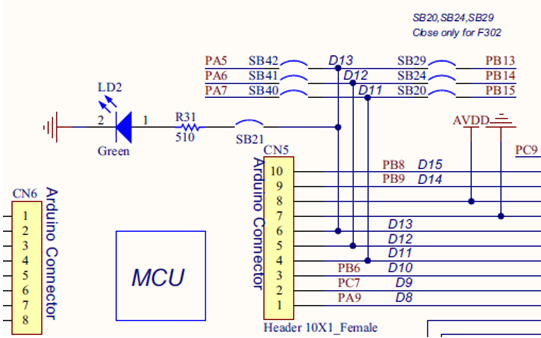 SB20,SB24,SB29
Close only for F302
PA5 SB42 D13 SB29 PB13
PA6 SB41 D12 SB24 PB14
PA7 SB40 D11 SB20 PB15
LD2
2 1 R31
510
Green
SB21
AVDD
PC9
CN5
10 PB8 D15
9 PB9 D14
8
7
6 D13
5 D12
4 D11
3 PB6 D10
2 PC7 D9
1 PA9 D8
Arduino Connector
Header 10X1_Female
CN6
1
2
3
4
5
6
7
8
Arduino Connector
MCU